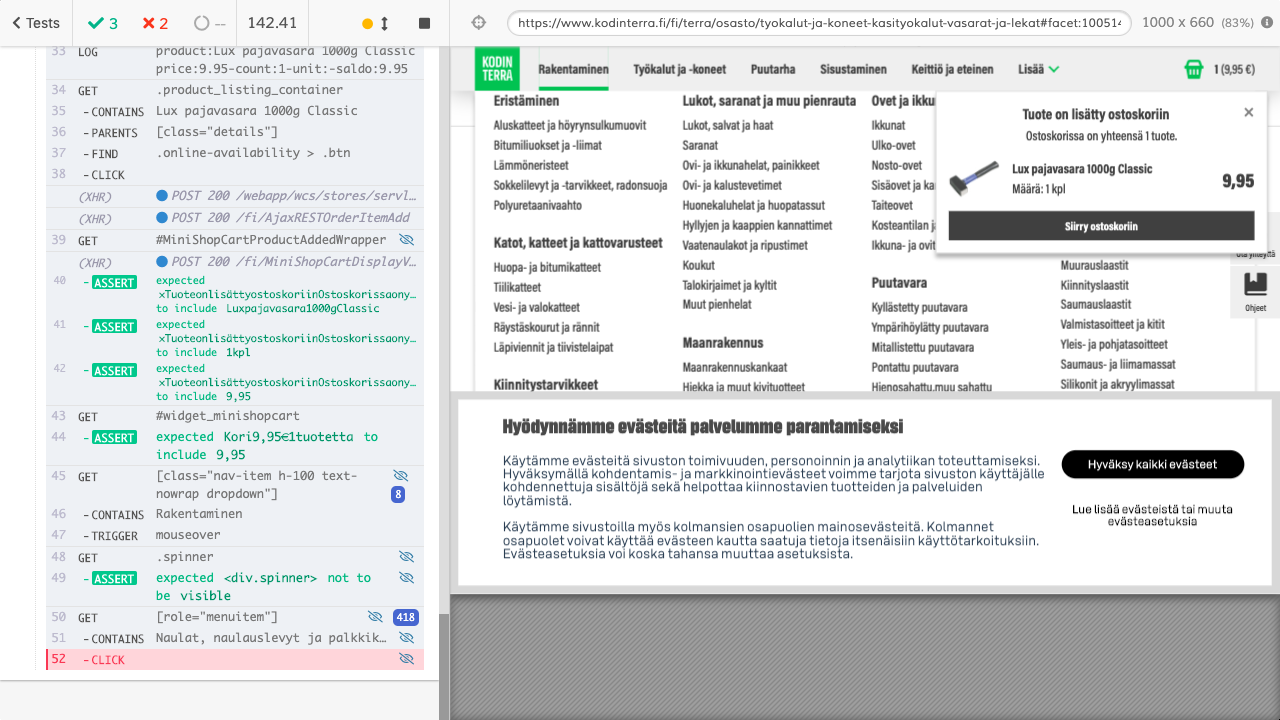 Tests
3
2
--
142.41
https://www.kodinterra.fi/fi/terra/osasto/tyokalut-ja-koneet-kasityokalut-vasarat-ja-lekat#facet:10051
1000 x 660 (83%)
33 LOG product:Lux pajavasara 1000g Classic
price:9.95-count:1-unit:-saldo:9.95
34 GET .product_listing_container
35 -CONTAINS Lux pajavasara 1000g Classic
36 -PARENTS [class="details"]
37 -FIND .online-availability > .btn
38 -CLICK
(XHR) POST 200 /webapp/wcs/stores/servl…
(XHR) POST 200 /fi/AjaxRESTOrderItemAdd
39 GET #MiniShopCartProductAddedWrapper
(XHR) POST 200 /fi/MiniShopCartDisplayV…
40 -ASSERT expected
×TuoteonlisättyostoskoriinOstoskorissaony…
to include Luxpajavasara1000gClassic
41 -ASSERT expected
×TuoteonlisättyostoskoriinOstoskorissaony…
to include 1kpl
42 -ASSERT expected
×TuoteonlisättyostoskoriinOstoskorissaony…
to include 9,95
43 GET #widget_minishopcart
44 -ASSERT expected Kori9,95€1tuotetta to
include 9,95
45 GET [class="nav-item h-100 text-
nowrap dropdown"] 8
46 -CONTAINS Rakentaminen
47 -TRIGGER mouseover
48 GET .spinner
49 -ASSERT expected <div.spinner> not to
be visible
50 GET [role="menuitem"] 418
51 -CONTAINS Naulat, naulauslevyt ja palkkik…
52 -CLICK
KODIN
TERRA
Rakentaminen
Työkalut ja -koneet
Puutarha
Sisustaminen
Keittiö ja eteinen
Lisää
1 (9,95 €)
Eristäminen
Aluskatteet ja höyrynsulkumuovit
Bitumiliuokset ja -liimat
Lämmöneristeet
Sokkelilevyt ja -tarvikkeet, radonsuoja
Polyuretaanivaahto
Katot, katteet ja kattovarusteet
Huopa- ja bitumikatteet
Tiilikatteet
Vesi- ja valokatteet
Räystäskourut ja rännit
Läpiviennit ja tiivistelaipat
Kiinnitystarvikkeet
Lukot, saranat ja muu pienrauta
Lukot, salvat ja haat
Saranat
Ovi- ja ikkunahelat, painikkeet
Ovi- ja kalustevetimet
Huonekaluhelat ja huopatassut
Hyllyjen ja kaappien kannattimet
Vaatenaulakot ja ripustimet
Koukut
Talokirjaimet ja kyltit
Muut pienhelat
Maanrakennus
Maanrakennuskankaat
Hiekka ja muut kivituotteet
Ovet ja ikku
Ikkunat
Ulko-ovet
Nosto-ovet
Sisäovet ja ka
Taiteovet
Kosteantilan j
Ikkuna- ja ovit
Puutavara
Kyllästetty puutavara
Ympärihöylätty puutavara
Mitallistettu puutavara
Pontattu puutavara
Hienosahattu,muu sahattu
Muurauslaastit
Kiinnityslaastit
Saumauslaastit
Valmistasoitteet ja kitit
Yleis- ja pohjatasoitteet
Saumaus- ja liimamassat
Silikonit ja akryylimassat
Tuote on lisätty ostoskoriin
×
Ostoskorissa on yhteensä 1 tuote.
Lux pajavasara 1000g Classic
Määrä: 1 kpl
9,95
Siirry ostoskoriin
Ota yhteyttä
Ohjeet
Hyödynnämme evästeitä palvelumme parantamiseksi
Käytämme evästeitä sivuston toimivuuden, personoinnin ja analytiikan toteuttamiseksi.
Hyväksymällä kohdentamis- ja markkinointievästeet voimme tarjota sivuston käyttäjälle
kohdennettuja sisältöjä sekä helpottaa kiinnostavien tuotteiden ja palveluiden
löytämistä.
Käytämme sivustoilla myös kolmansien osapuolien mainosevästeitä. Kolmannet
osapuolet voivat käyttää evästeen kautta saatuja tietoja itsenäisiin käyttötarkoituksiin.
Evästeasetuksia voi koska tahansa muuttaa asetuksista.
Hyväksy kaikki evästeet
Lue lisää evästeistä tai muuta
evästeasetuksia